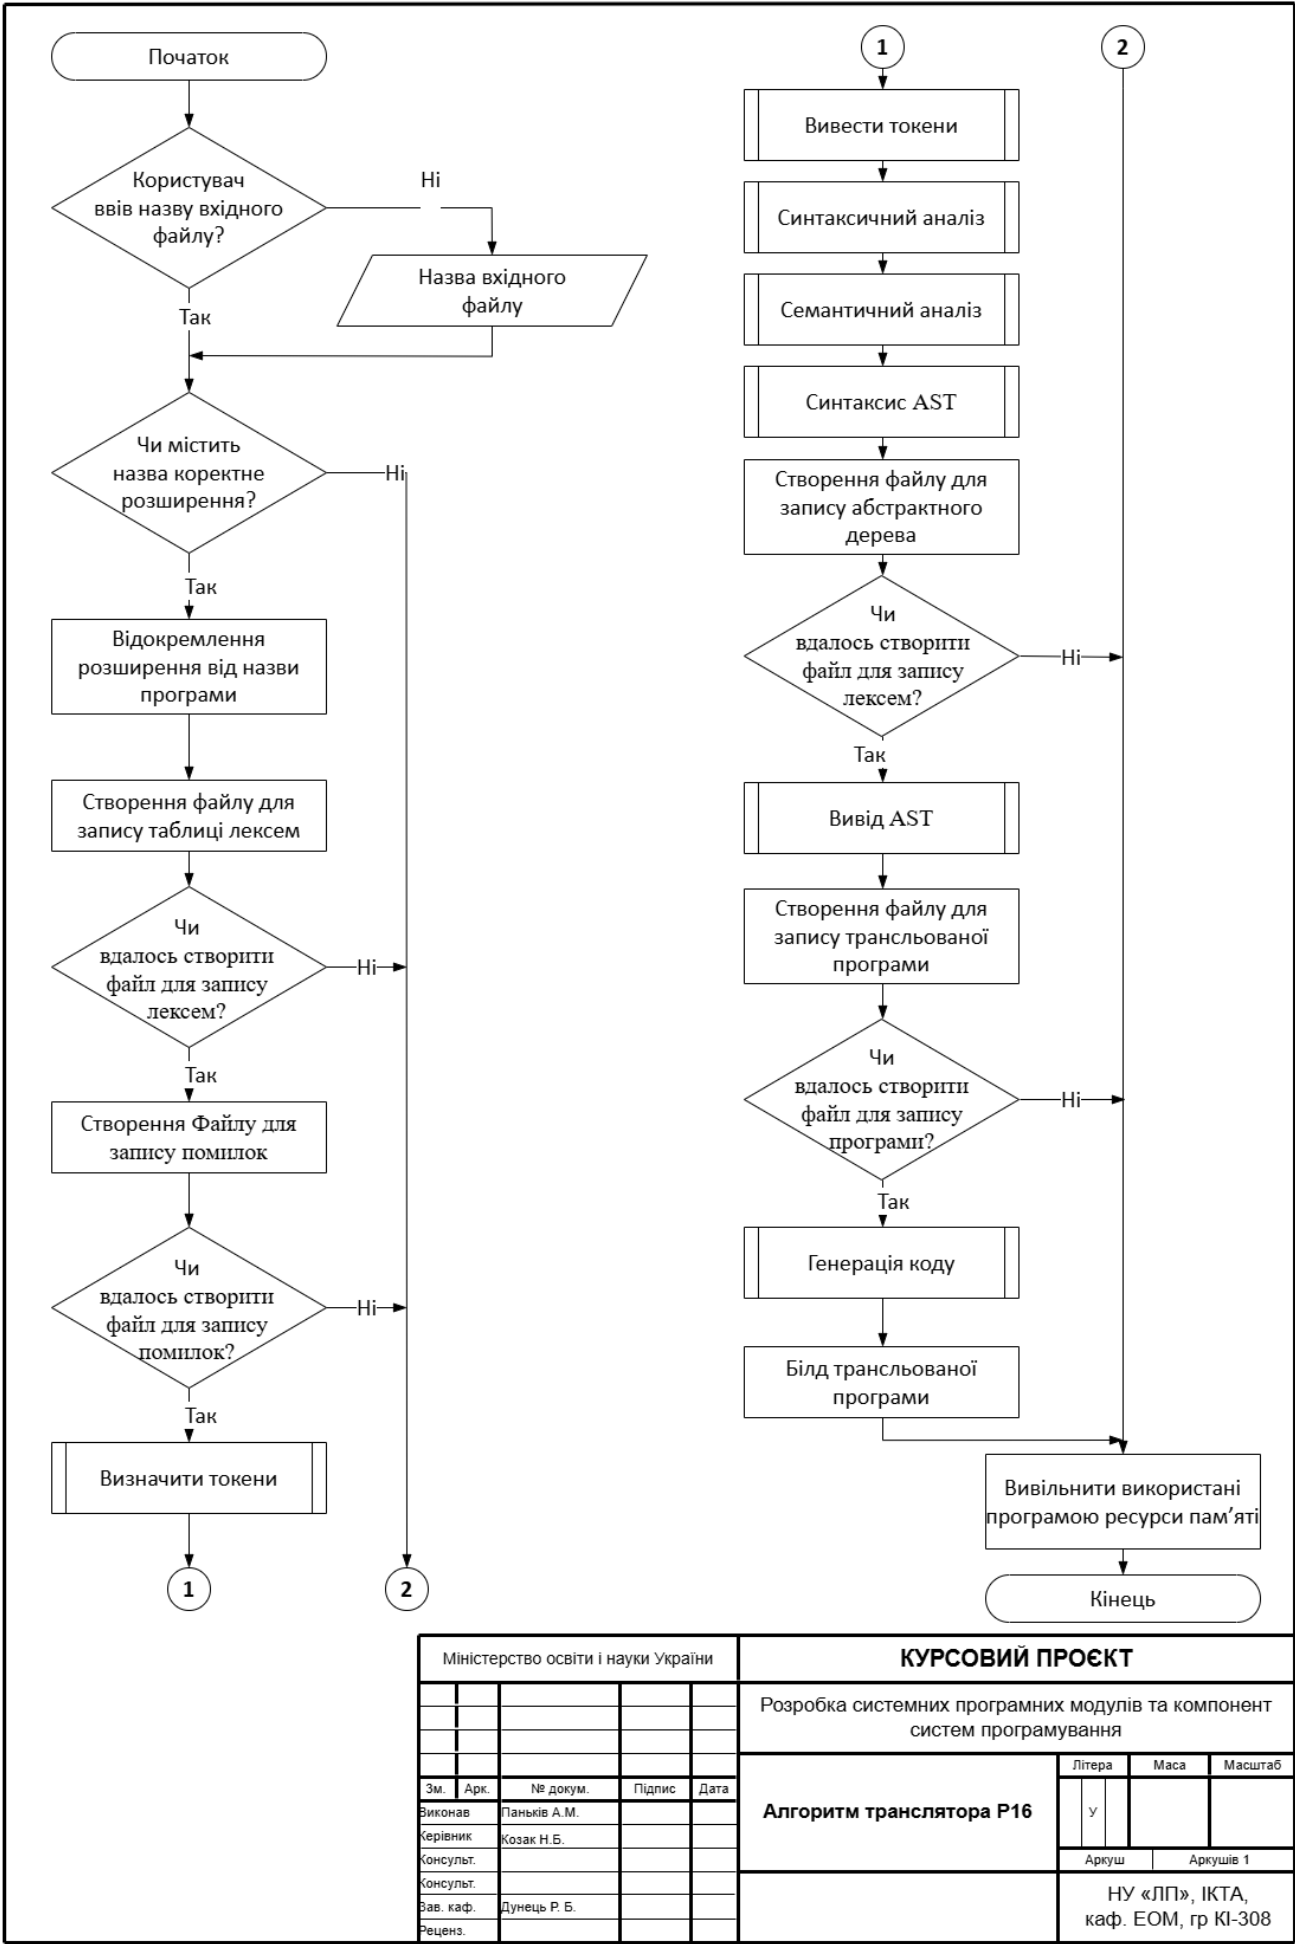 Початок
Користувач
ввів назву вхідного
файлу?
Ні
Назва вхідного
файлу
Так
Чи містить
назва коректне
розширення?
Ні
Так
Відокремлення
розширення від назви
програми
Створення файлу для
запису таблиці лексем
Чи
вдалось створити
файл для запису
лексем?
Ні
Так
Створення Файлу для
запису помилок
Чи
вдалось створити
файл для запису
помилок?
Ні
Так
Визначити токени
1
2
1
2
Вивести токени
Синтаксичний аналіз
Семантичний аналіз
Синтаксис AST
Створення файлу для
запису абстрактного
дерева
Чи
вдалось створити
файл для запису
лексем?
Ні
Так
Вивід AST
Створення файлу для
запису трансльованої
програми
Чи
вдалось створити
файл для запису
програми?
Ні
Так
Генерація коду
Білд трансльованої
програми
Вивільнити використані
програмою ресурси пам’яті
Кінець
Міністерство освіти і науки України
КУРСОВИЙ ПРОЄКТ
Розробка системних програмних модулів та компонент
систем програмування
Зм. Арк. № докум. Підпис Дата
Виконав Паньків А.М.
Керівник Козак Н.Б.
Консульт.
Консульт.
Зав. каф. Дунець Р. Б.
Реценз.
Алгоритм транслятора P16
Літера Маса Масштаб
У
Аркуш Аркушів 1
НУ «ЛП», ІКТА,
каф. ЕОМ, гр КІ-308